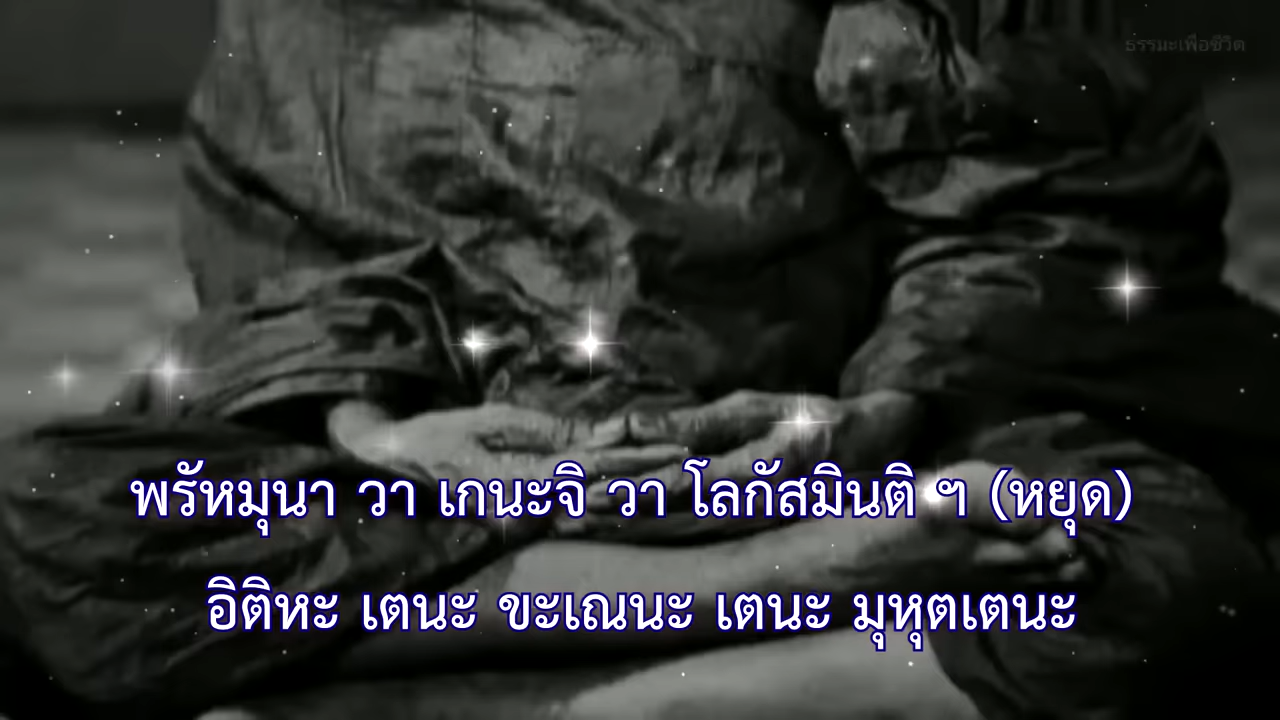 ธรรมะเพื่อชีวิต
พรัหมุนา วา เกนะจิ วา โลกัสมินติ ฯ (หยุด)
อิติหะ เตนะ ขะเณนะ เตนะ มุหุตเตนะ